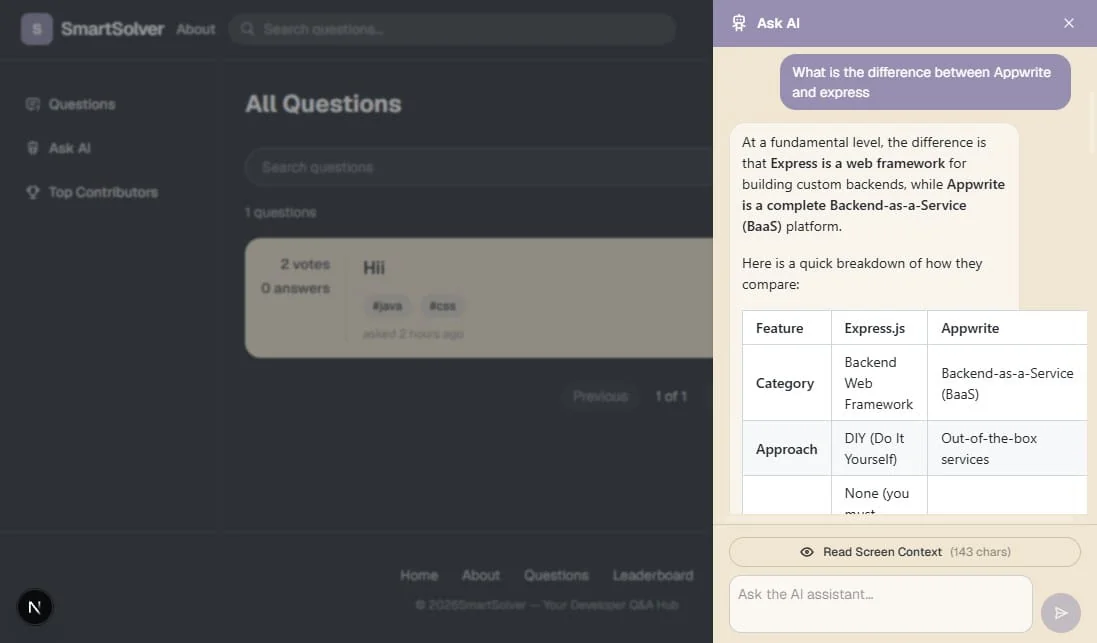 S SmartSolver About Search questions...
Questions
Ask AI
Top Contributors
All Questions
Search questions
1 questions
2 votes
0 answers
Hii
#java #css
asked 2 hours ago
Previous 1 of 1
Home About Questions Leaderboard
© 2026SmartSolver — Your Developer Q&A Hub
N
Ask AI
What is the difference between Appwrite
and express
At a fundamental level, the difference is
that Express is a web framework for
building custom backends, while Appwrite
is a complete Backend-as-a-Service
(BaaS) platform.
Here is a quick breakdown of how they
compare:
Feature Express.js Appwrite
Category Backend Web Framework Backend-as-a-Service (BaaS)
Approach DIY (Do It Yourself) Out-of-the-box services
None (you
must
Read Screen Context (143 chars)
Ask the AI assistant...